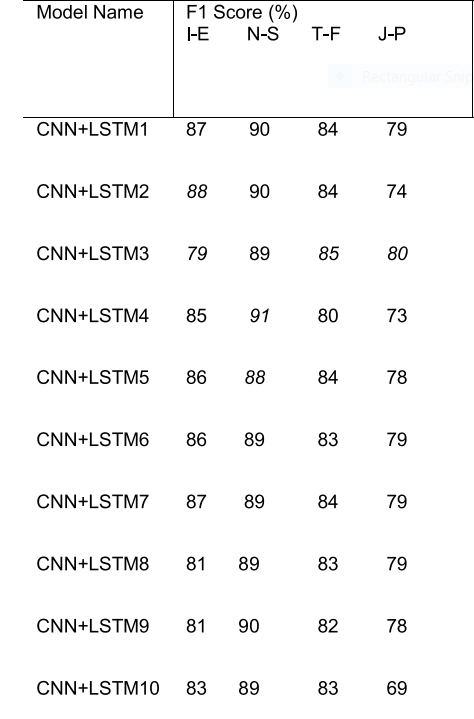 Model Name F1 Score (%)
I-E N-S T-F J-P
Rectangular Snip
CNN+LSTM1 87 90 84 79
CNN+LSTM2 88 90 84 74
CNN+LSTM3 79 89 85 80
CNN+LSTM4 85 91 80 73
CNN+LSTM5 86 88 84 78
CNN+LSTM6 86 89 83 79
CNN+LSTM7 87 89 84 79
CNN+LSTM8 81 89 83 79
CNN+LSTM9 81 90 82 78
CNN+LSTM10 83 89 83 69